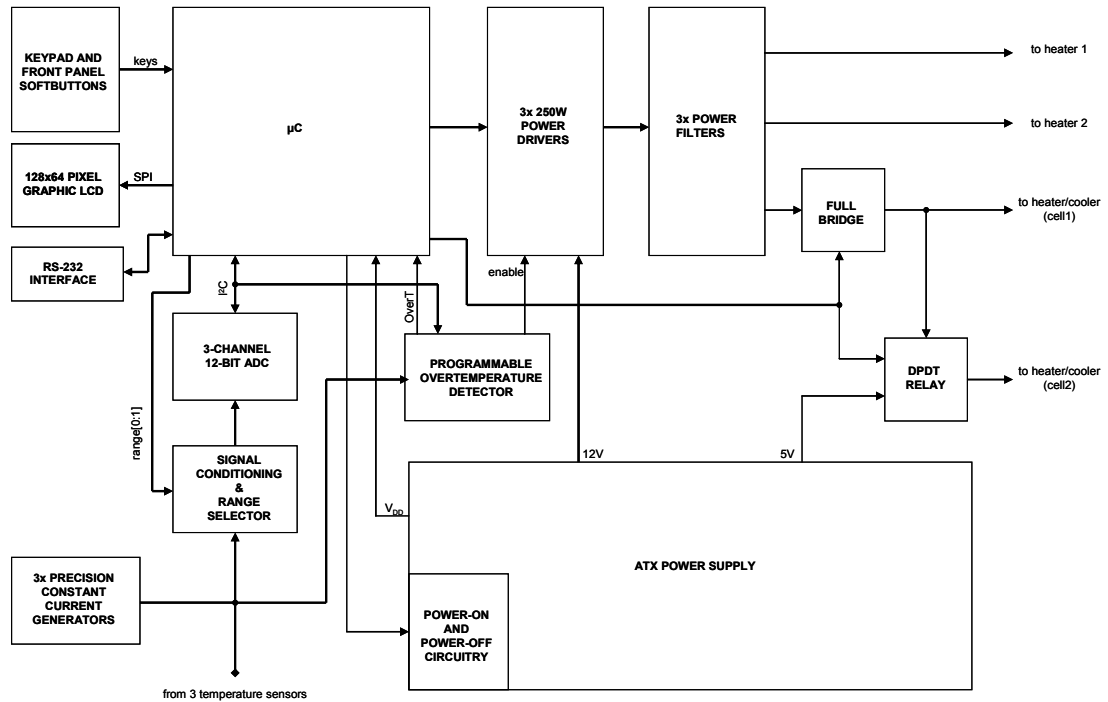 KEYPAD AND
FRONT PANEL
SOFTBUTTONS
keys
µC
3x 250W
POWER
DRIVERS
3x POWER
FILTERS
to heater 1
to heater 2
128x64 PIXEL
GRAPHIC LCD
SPI
FULL
BRIDGE
to heater/cooler
(cell1)
RS-232
INTERFACE
I²C
OverT
enable
3-CHANNEL
12-BIT ADC
PROGRAMMABLE
OVERTEMPERATURE
DETECTOR
DPDT
RELAY
to heater/cooler
(cell2)
range[0:1]
SIGNAL
CONDITIONING
&
RANGE
SELECTOR
12V
5V
VDD
ATX POWER SUPPLY
3x PRECISION
CONSTANT
CURRENT
GENERATORS
POWER-ON
AND
POWER-OFF
CIRCUITRY
from 3 temperature sensors